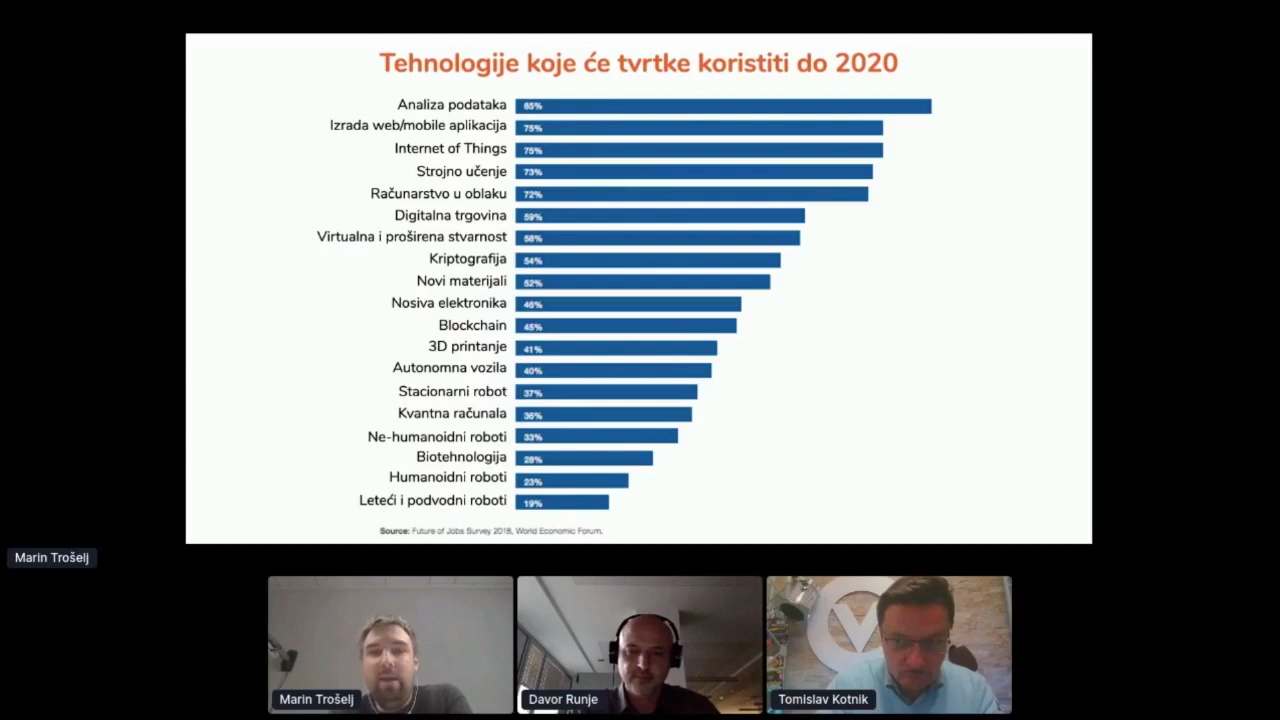 Tehnologije koje će tvrtke koristiti do 2020
Analiza podataka 85%
Izrada web/mobile aplikacija 75%
Internet of Things 75%
Strojno učenje 73%
Računarstvo u oblaku 72%
Digitalna trgovina 59%
Virtualna i proširena stvarnost 58%
Kriptografija 54%
Novi materijali 52%
Nosiva elektronika 46%
Blockchain 45%
3D printanje 41%
Autonomna vozila 40%
Stacionarni robot 37%
Kvantna računala 36%
Ne-humanoidni roboti 33%
Biotehnologija 28%
Humanoidni roboti 23%
Leteći i podvodni roboti 19%
Source: Future of Jobs Survey 2018, World Economic Forum.
Marin Trošelj
Marin Trošelj
Davor Runje
Tomislav Kotnik